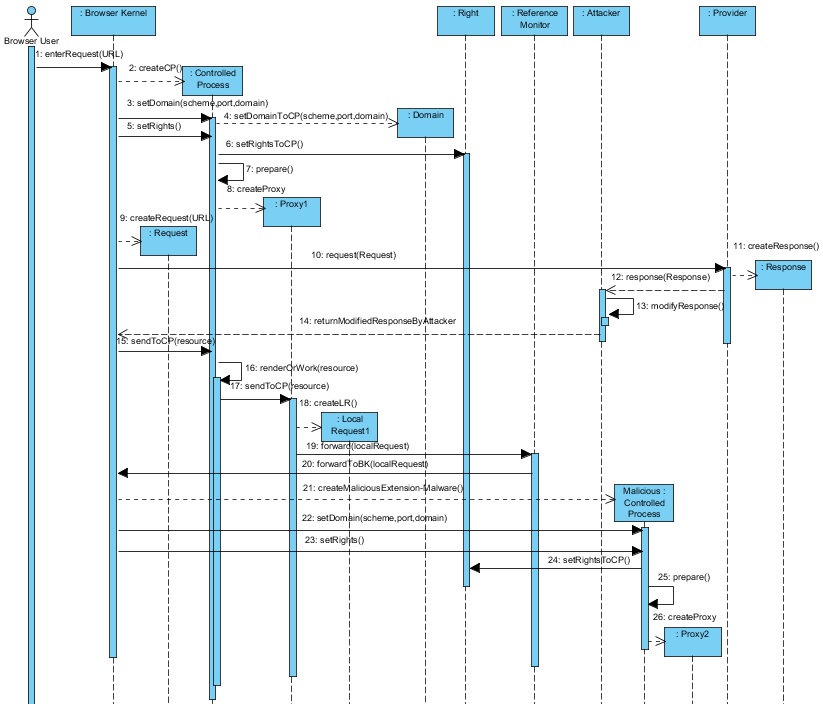 : Browser Kernel
: Right
: Reference
Monitor
: Attacker
: Provider
Browser User
1: enterRequest(URL)
2: createCP()
: Controlled
Process
3: setDomain(scheme,port,domain)
4: setDomainToCP(scheme,port,domain)
: Domain
5: setRights()
6: setRightsToCP()
7: prepare()
8: createProxy
: Proxy1
9: createRequest(URL)
: Request
10: request(Request)
11: createResponse()
: Response
12: response(Response)
13: modifyResponse()
14: returnModifiedResponseByAttacker
15: sendToCP(resource)
16: renderOrWork(resource)
17: sendToCP(resource)
18: createLR()
: Local
Request1
19: forward(localRequest)
20: forwardToBK(localRequest)
21: createMaliciousExtension-Malware()
Malicious :
Controlled
Process
22: setDomain(scheme,port,domain)
23: setRights()
24: setRightsToCP()
25: prepare()
26: createProxy
: Proxy2